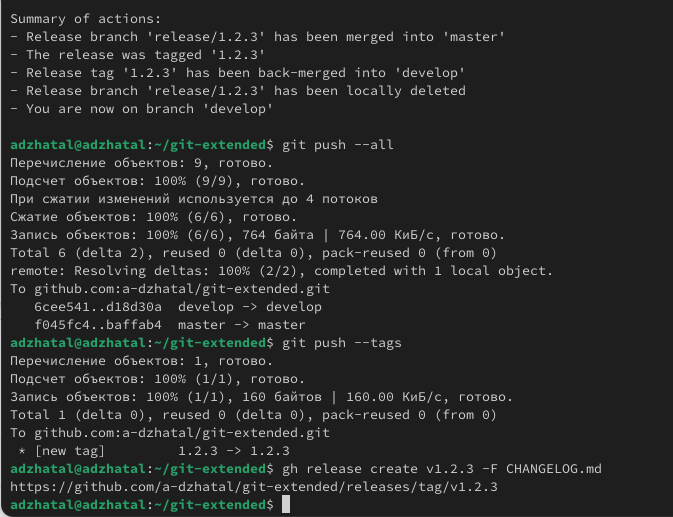 Summary of actions:
- Release branch 'release/1.2.3' has been merged into 'master'
- The release was tagged '1.2.3'
- Release tag '1.2.3' has been back-merged into 'develop'
- Release branch 'release/1.2.3' has been locally deleted
- You are now on branch 'develop'
adzhatal@adzhatal:~/git-extended$ git push --all
Перечисление объектов: 9, готово.
Подсчет объектов: 100% (9/9), готово.
При сжатии изменений используется до 4 потоков
Сжатие объектов: 100% (6/6), готово.
Запись объектов: 100% (6/6), 764 байта | 764.00 КиБ/с, готово.
Total 6 (delta 2), reused 0 (delta 0), pack-reused 0 (from 0)
remote: Resolving deltas: 100% (2/2), completed with 1 local object.
To github.com:a-dzhatal/git-extended.git
   6cee541..d18d30a  develop -> develop
   f045fc4..baffab4  master -> master
adzhatal@adzhatal:~/git-extended$ git push --tags
Перечисление объектов: 1, готово.
Подсчет объектов: 100% (1/1), готово.
Запись объектов: 100% (1/1), 160 байтов | 160.00 КиБ/с, готово.
Total 1 (delta 0), reused 0 (delta 0), pack-reused 0 (from 0)
To github.com:a-dzhatal/git-extended.git
 * [new tag]         1.2.3 -> 1.2.3
adzhatal@adzhatal:~/git-extended$ gh release create v1.2.3 -F CHANGELOG.md
https://github.com/a-dzhatal/git-extended/releases/tag/v1.2.3
adzhatal@adzhatal:~/git-extended$